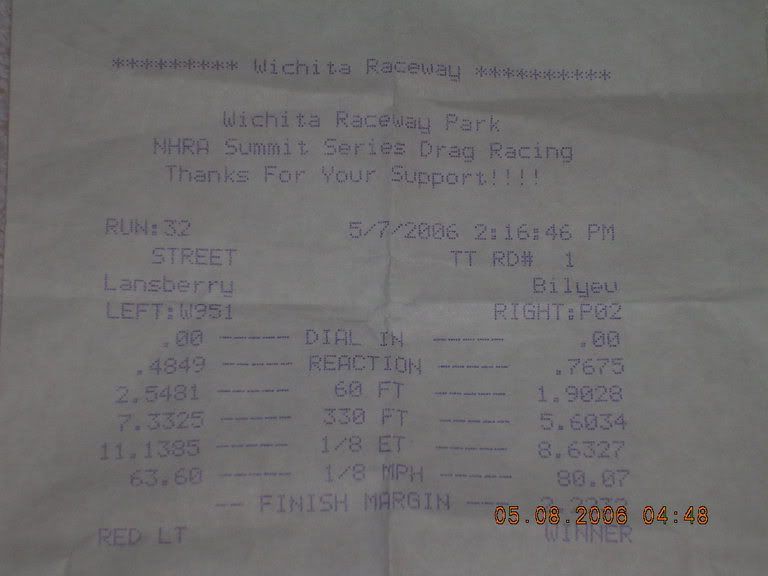 ********* Wichita Raceway **********
Wichita Raceway Park
NHRA Summit Series Drag Racing
Thanks For Your Support!!!!
RUN:32 5/7/2006 2:16:46 PM
STREET TT RD# 1
Lansberry Bilyeu
LEFT:W951 RIGHT:P02
.00 ----- DIAL IN ----- .00
.4849 ----- REACTION ----- .7675
2.5481 ----- 60 FT ----- 1.9028
7.3325 ----- 330 FT ----- 5.6034
11.1385 ----- 1/8 ET ----- 8.6327
63.60 ----- 1/8 MPH ----- 80.07
-- FINISH MARGIN ---
05.08.2006 04:48
RED LT WINNER